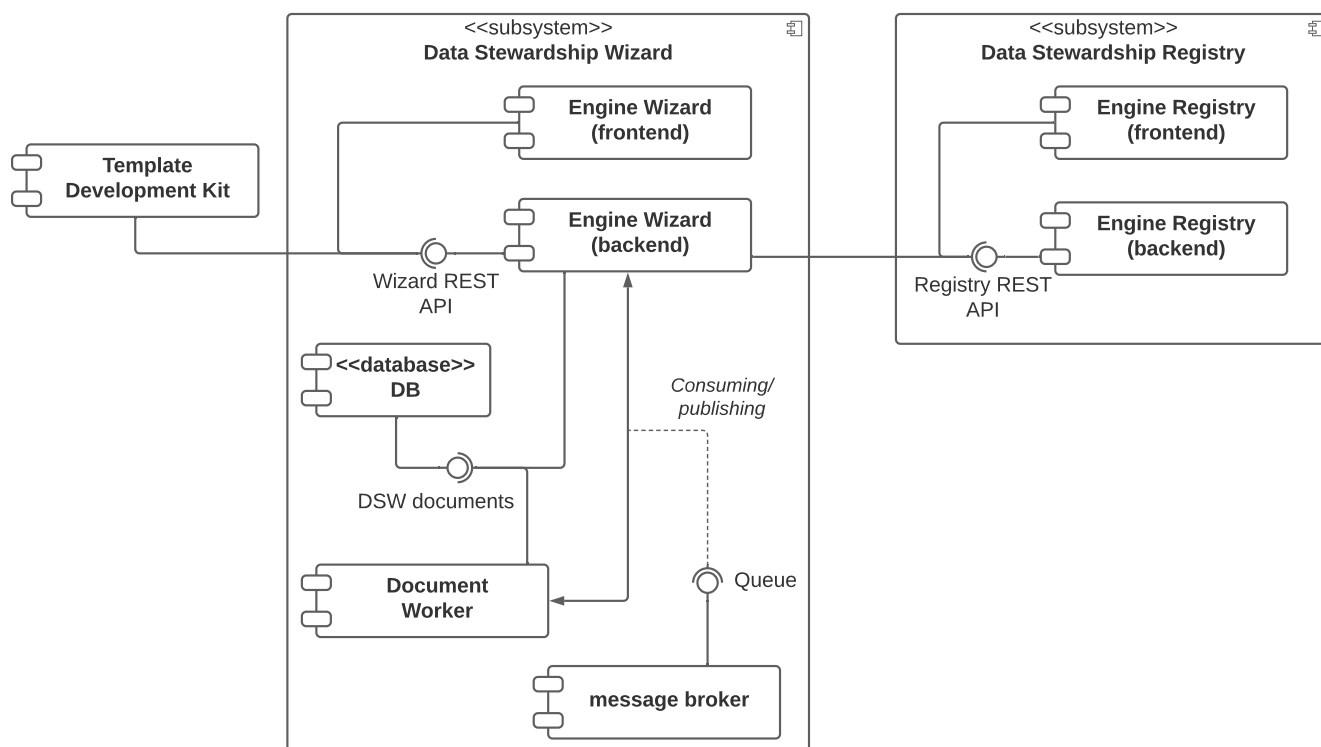 <<subsystem>>
Data Stewardship Wizard
<<subsystem>>
Data Stewardship Registry
Engine Wizard
(frontend)
Engine Registry
(frontend)
Template
Development Kit
Engine Wizard
(backend)
Engine Registry
(backend)
Wizard REST
API
Registry REST
API
<<database>>
DB
Consuming/
publishing
DSW documents
Document
Worker
Queue
message broker